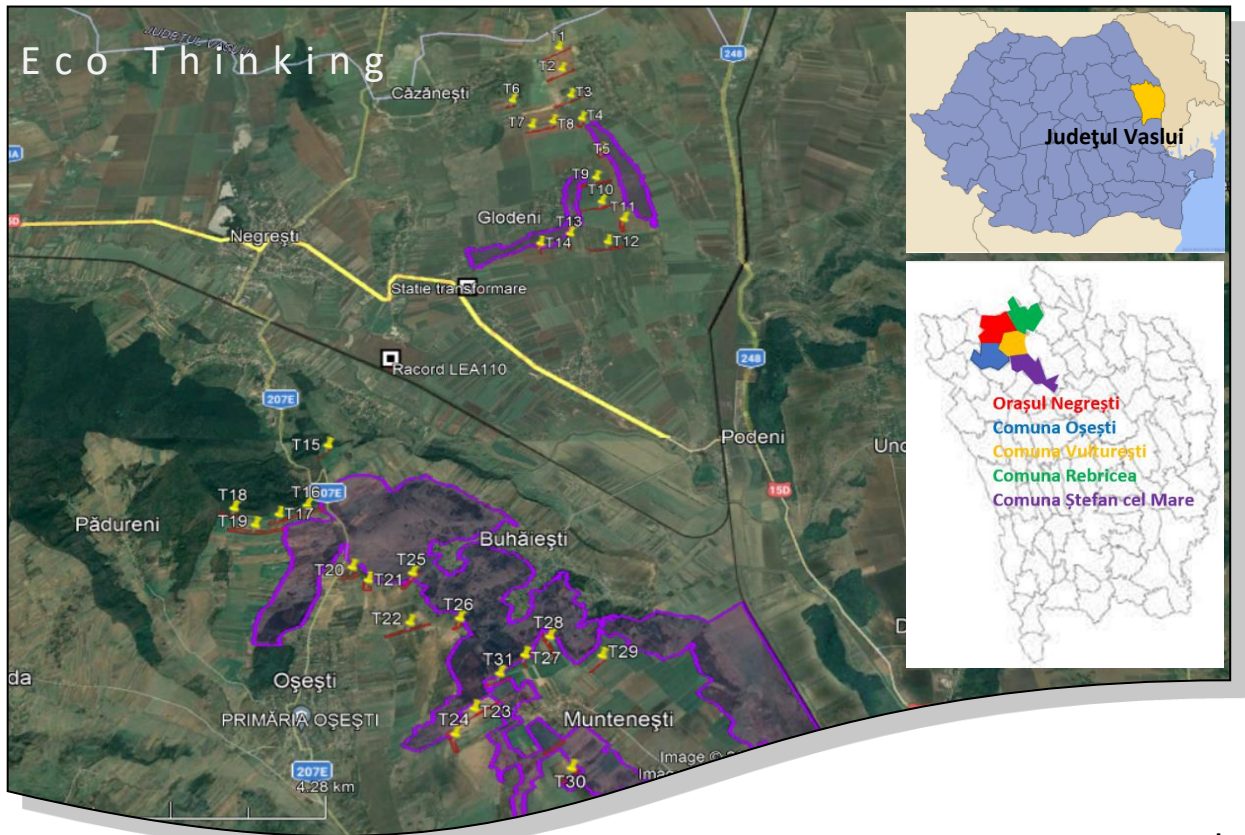 Eco Thinking
JUDEȚUL VASLUI
248
T1
T2
Căzănești
T6
T3
T7
T8
T4
T5
T9
T10
Glodeni
T11
T13
T14
T12
Negrești
Statie transformare
Racord LEA110
248
207E
Podeni
T15
15D
T16
07E
T18
T17
T19
Pădureni
Buhăiești
T20
T25
T21
T26
T22
T28
T27
T29
T31
Oșești
T23
PRIMĂRIA OȘEȘTI
T24
Muntenești
T30
207E
4.28 km
Image ©
Județul Vaslui
Orașul Negrești
Comuna Oșești
Comuna Vulturești
Comuna Rebricea
Comuna Ștefan cel Mare